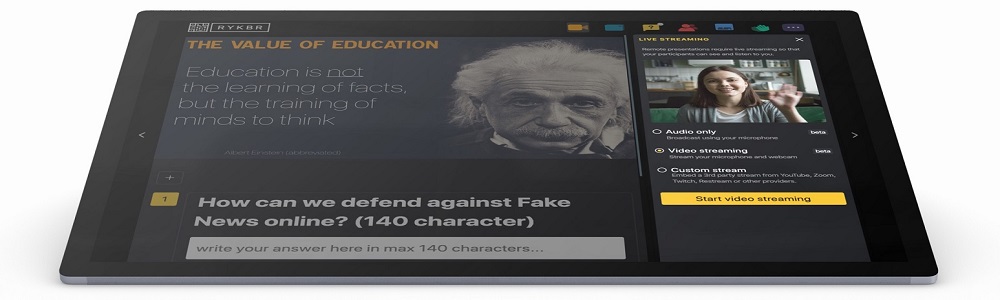 RYKBR
THE VALUE OF EDUCATION
Education is not
the learning of facts,
but the training of
minds to think
Albert Einstein (abbreviated)
<
+
1
How can we defend against Fake
News online? (140 character)
write your answer here in max 140 characters...
LIVE STREAMING
Remote presentations require live streaming so that
your participants can see and listen to you.
Audio only
beta
Broadcast using your microphone
Video streaming
beta
Stream your microphone and webcam
Custom stream
Embed a 3rd party stream from YouTube, Zoom,
Twitch, Restream or other providers.
Start video streaming
>